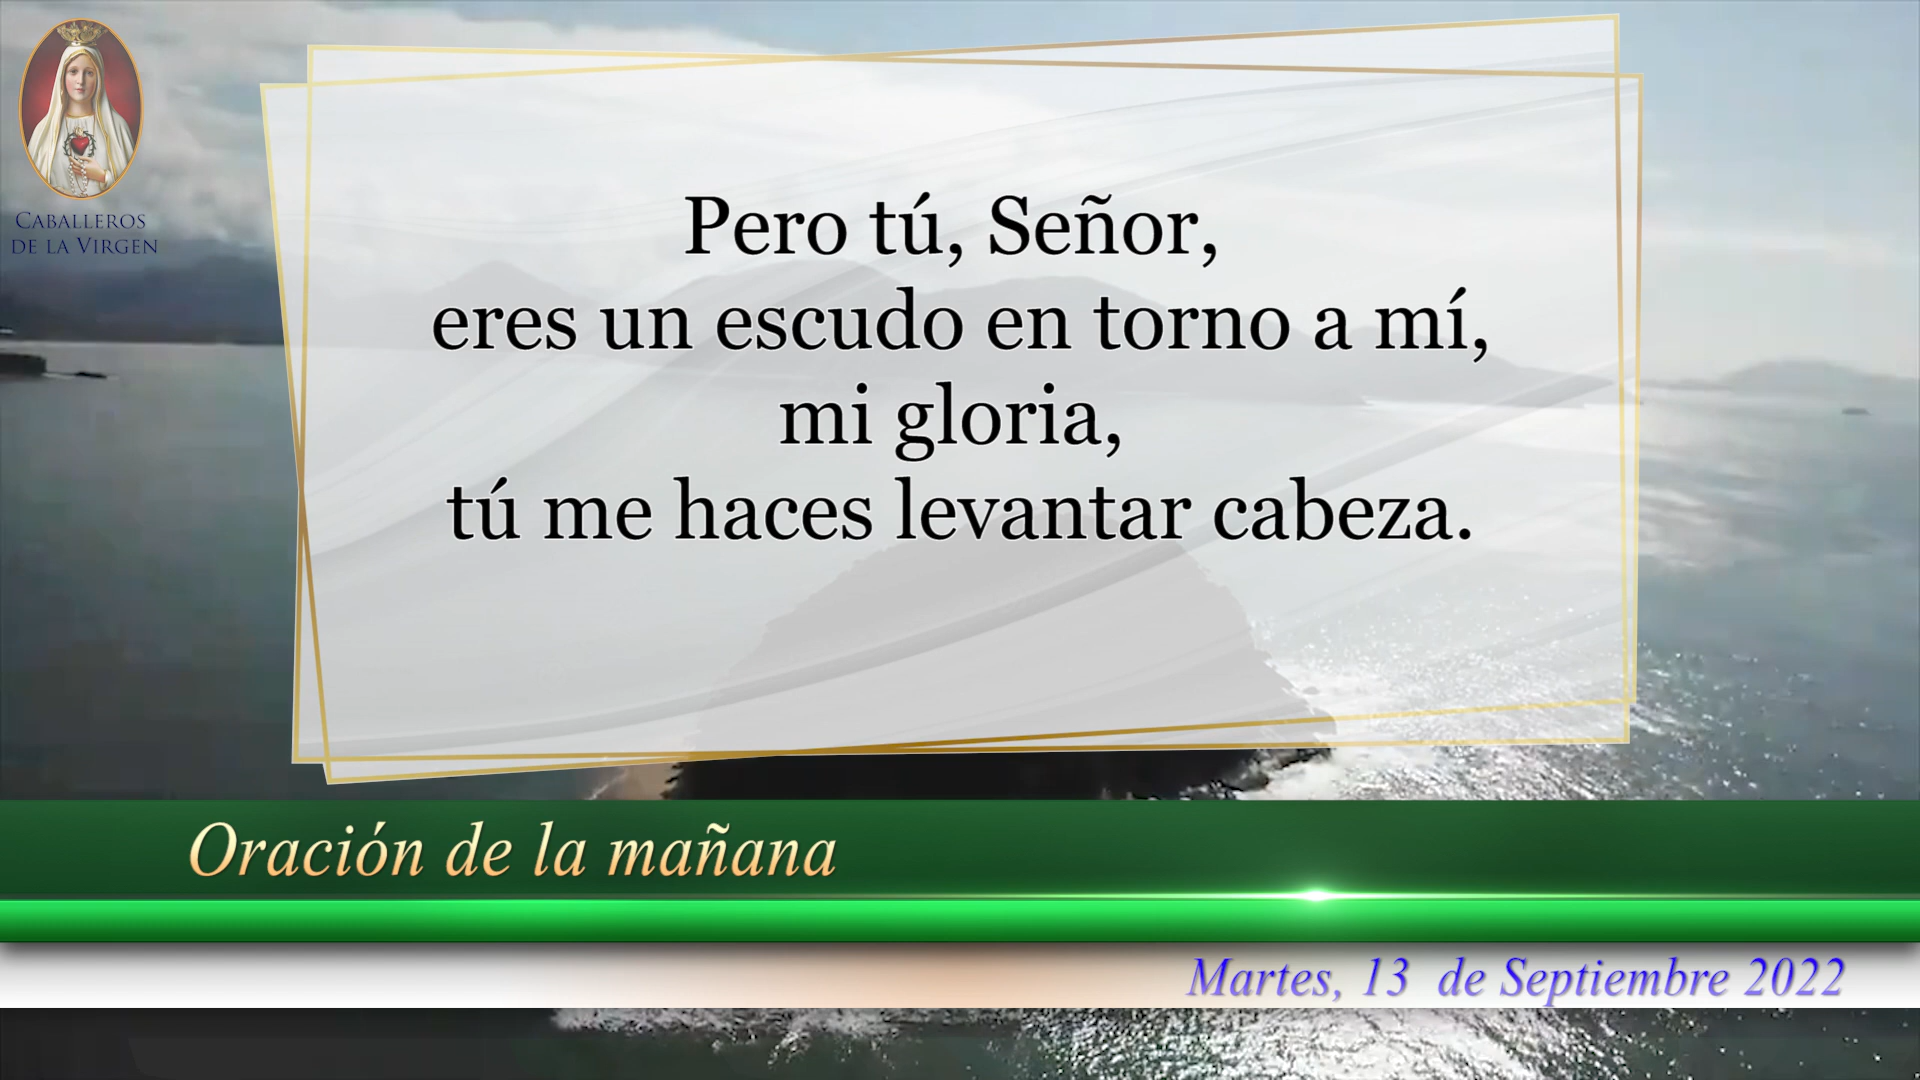 CABALLEROS
DE LA VIRGEN
Pero tú, Señor,
eres un escudo en torno a mí,
mi gloria,
tú me haces levantar cabeza.
Oración de la mañana
Martes, 13 de Septiembre 2022